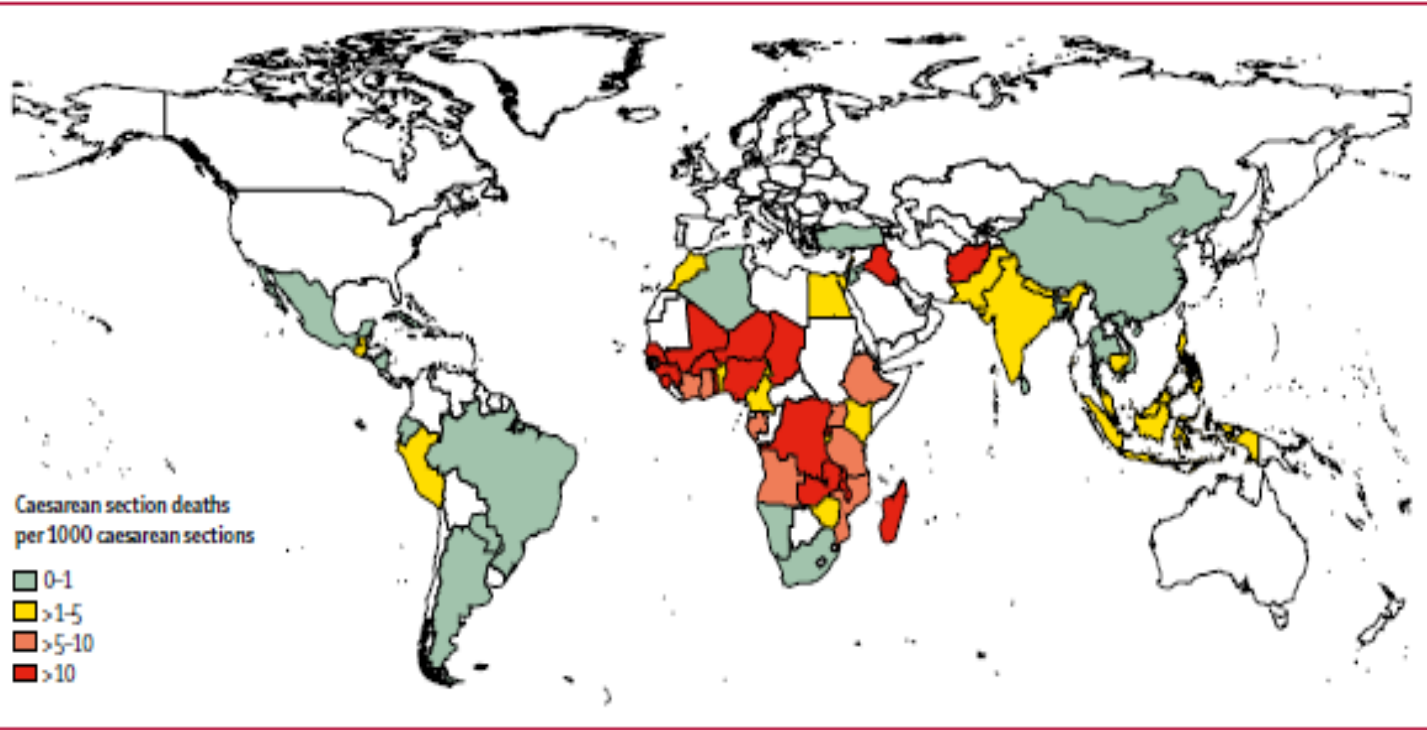 Caesarean section deaths
per 1000 caesarean sections
0–1
>1–5
>5–10
>10